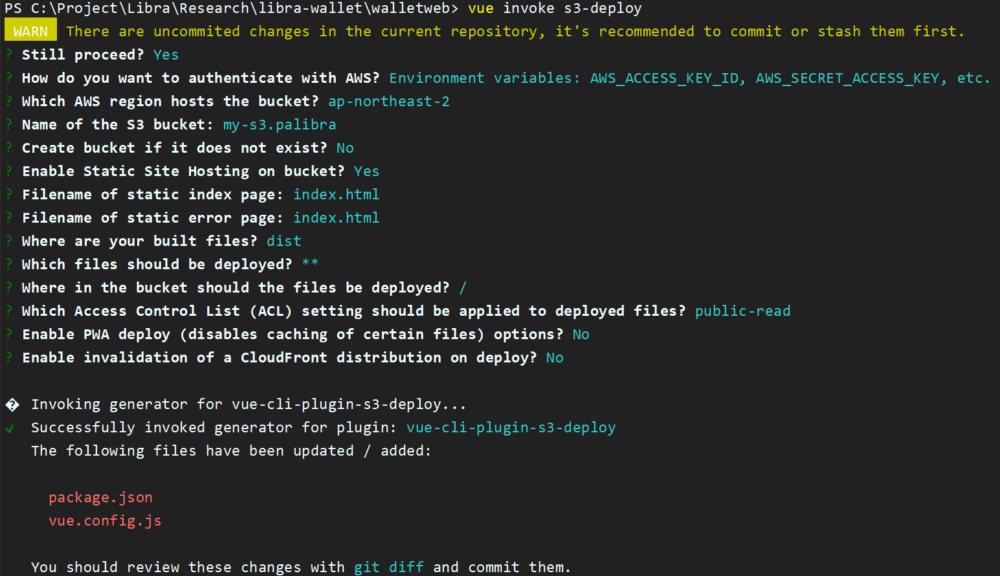 PS C:\Project\Libra\Research\libra-wallet\walletweb> vue invoke s3-deploy
WARN There are uncommited changes in the current repository, it's recommended to commit or stash them first.
? Still proceed? Yes
? How do you want to authenticate with AWS? Environment variables: AWS_ACCESS_KEY_ID, AWS_SECRET_ACCESS_KEY, etc.
? Which AWS region hosts the bucket? ap-northeast-2
? Name of the S3 bucket: my-s3.palibra
? Create bucket if it does not exist? No
? Enable Static Site Hosting on bucket? Yes
? Filename of static index page: index.html
? Filename of static error page: index.html
? Where are your built files? dist
? Which files should be deployed? **
? Where in the bucket should the files be deployed? /
? Which Access Control List (ACL) setting should be applied to deployed files? public-read
? Enable PWA deploy (disables caching of certain files) options? No
? Enable invalidation of a CloudFront distribution on deploy? No
� Invoking generator for vue-cli-plugin-s3-deploy...
√ Successfully invoked generator for plugin: vue-cli-plugin-s3-deploy
The following files have been updated / added:
package.json
vue.config.js
You should review these changes with git diff and commit them.